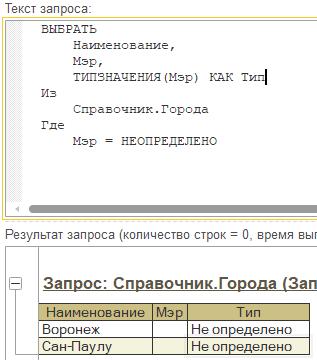 Текст запроса:
ВЫБРАТЬ
Наименование,
Мэр,
ТИПЗНАЧЕНИЯ(Мэр) КАК Тип
Из
Справочник.Города
Где
Мэр = НЕОПРЕДЕЛЕНО
Результат запроса (количество строк = 0, время вып
Запрос: Справочник.Города (Зап
Наименование Мэр Тип
Воронеж Не определено
Сан-Паулу Не определено